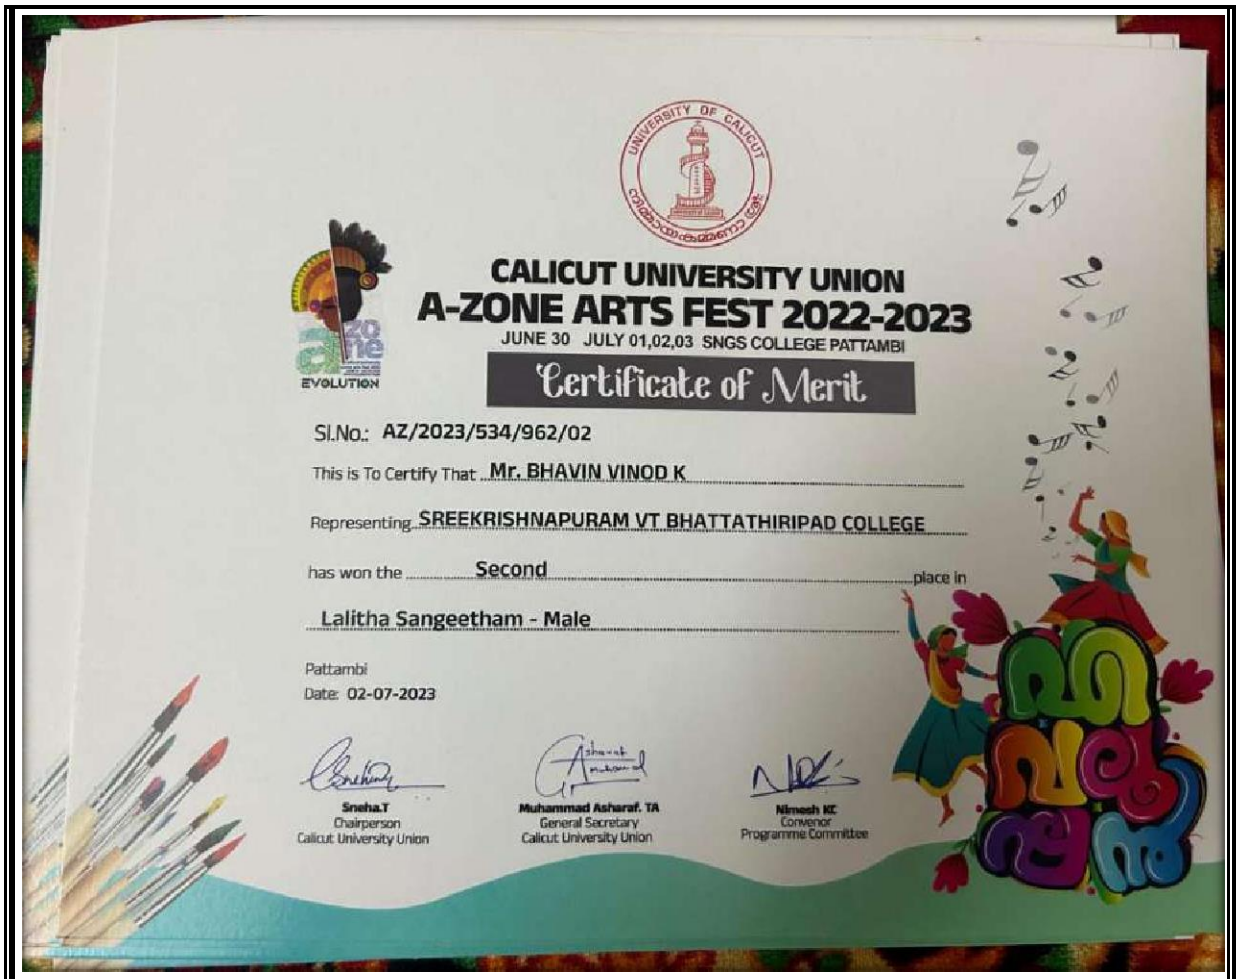 UNIVERSITY OF CALICUT
നിര്‍മ്മായകര്‍മ്മണാ ശ്രീഃ
CALICUT UNIVERSITY UNION
A-ZONE ARTS FEST 2022-2023
JUNE 30 JULY 01,02,03 SNGS COLLEGE PATTAMBI
a zone
EVOLUTION
Certificate of Merit
Sl.No.: AZ/2023/534/962/02
This is To Certify That Mr. BHAVIN VINOD K
Representing SREEKRISHNAPURAM VT BHATTATHIRIPAD COLLEGE
has won the Second place in
Lalitha Sangeetham - Male
Pattambi
Date: 02-07-2023
Sneha.T
Chairperson
Calicut University Union
Muhammad Asharaf. TA
General Secretary
Calicut University Union
Nimesh KC
Convenor
Programme Committee